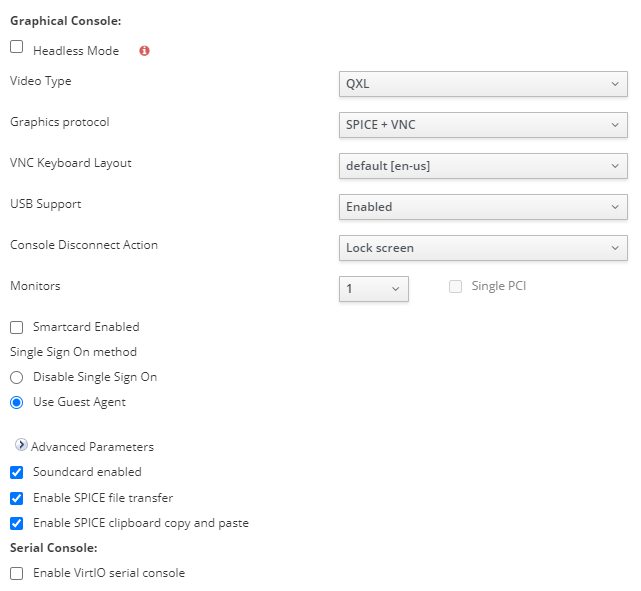 Graphical Console:
Headless Mode
Video Type QXL
Graphics protocol SPICE + VNC
VNC Keyboard Layout default [en-us]
USB Support Enabled
Console Disconnect Action Lock screen
Monitors 1 Single PCI
Smartcard Enabled
Single Sign On method
Disable Single Sign On
Use Guest Agent
Advanced Parameters
Soundcard enabled
Enable SPICE file transfer
Enable SPICE clipboard copy and paste
Serial Console:
Enable VirtIO serial console